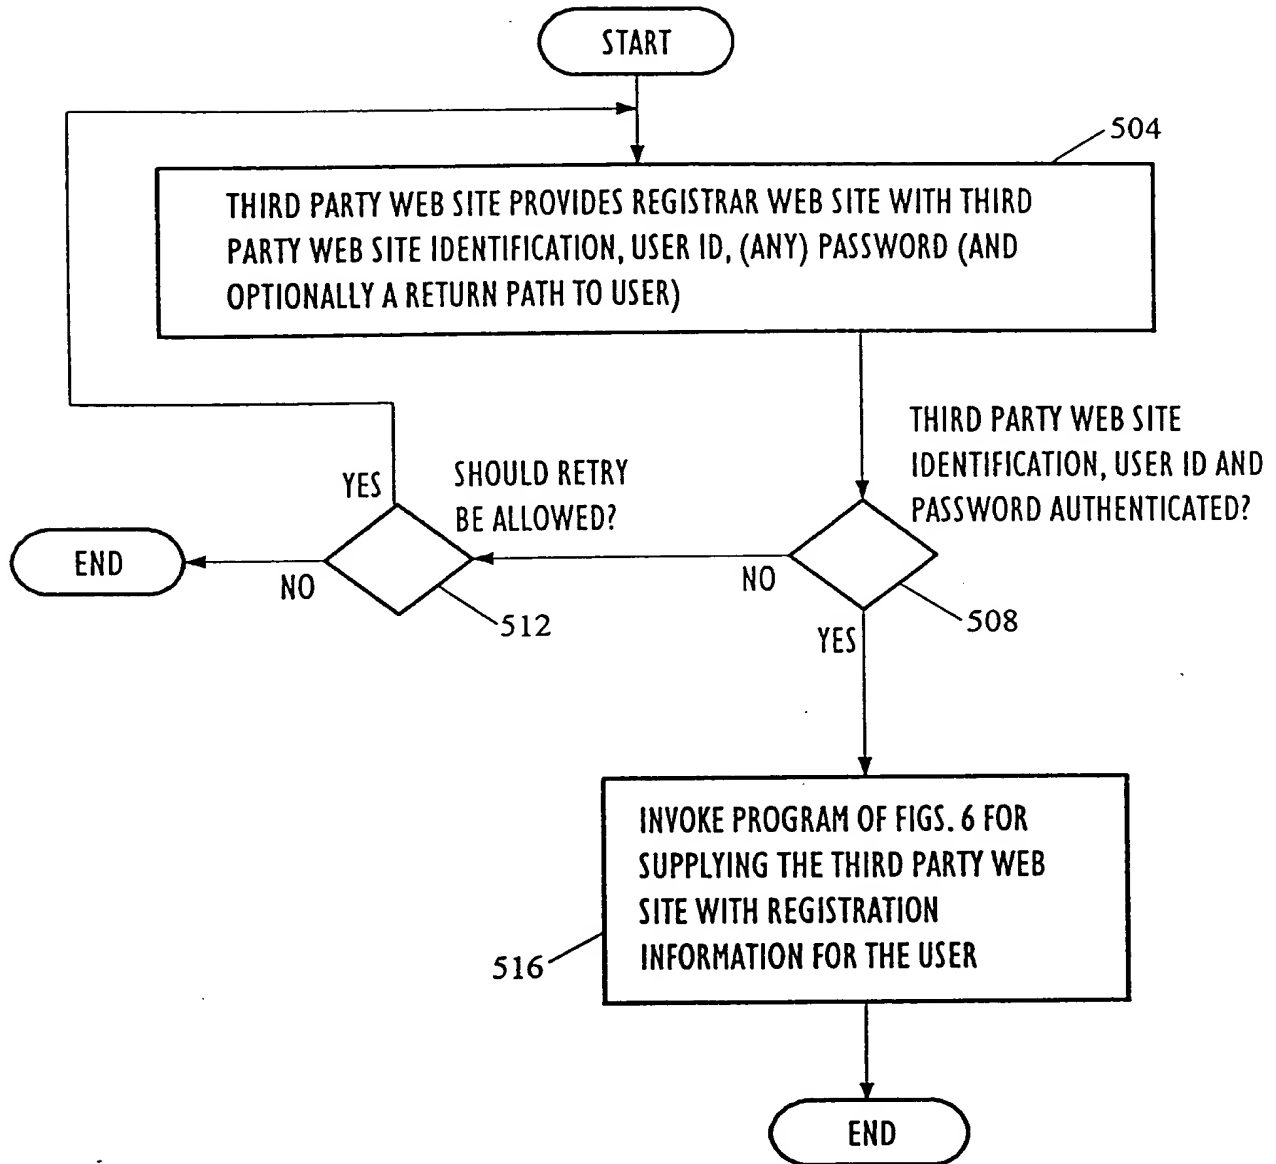 START
504
THIRD PARTY WEB SITE PROVIDES REGISTRAR WEB SITE WITH THIRD
PARTY WEB SITE IDENTIFICATION, USER ID, (ANY) PASSWORD (AND
OPTIONALLY A RETURN PATH TO USER)
THIRD PARTY WEB SITE
IDENTIFICATION, USER ID AND
PASSWORD AUTHENTICATED?
YES
SHOULD RETRY
BE ALLOWED?
END
NO
512
NO
508
YES
INVOKE PROGRAM OF FIGS. 6 FOR
SUPPLYING THE THIRD PARTY WEB
SITE WITH REGISTRATION
INFORMATION FOR THE USER
516
END